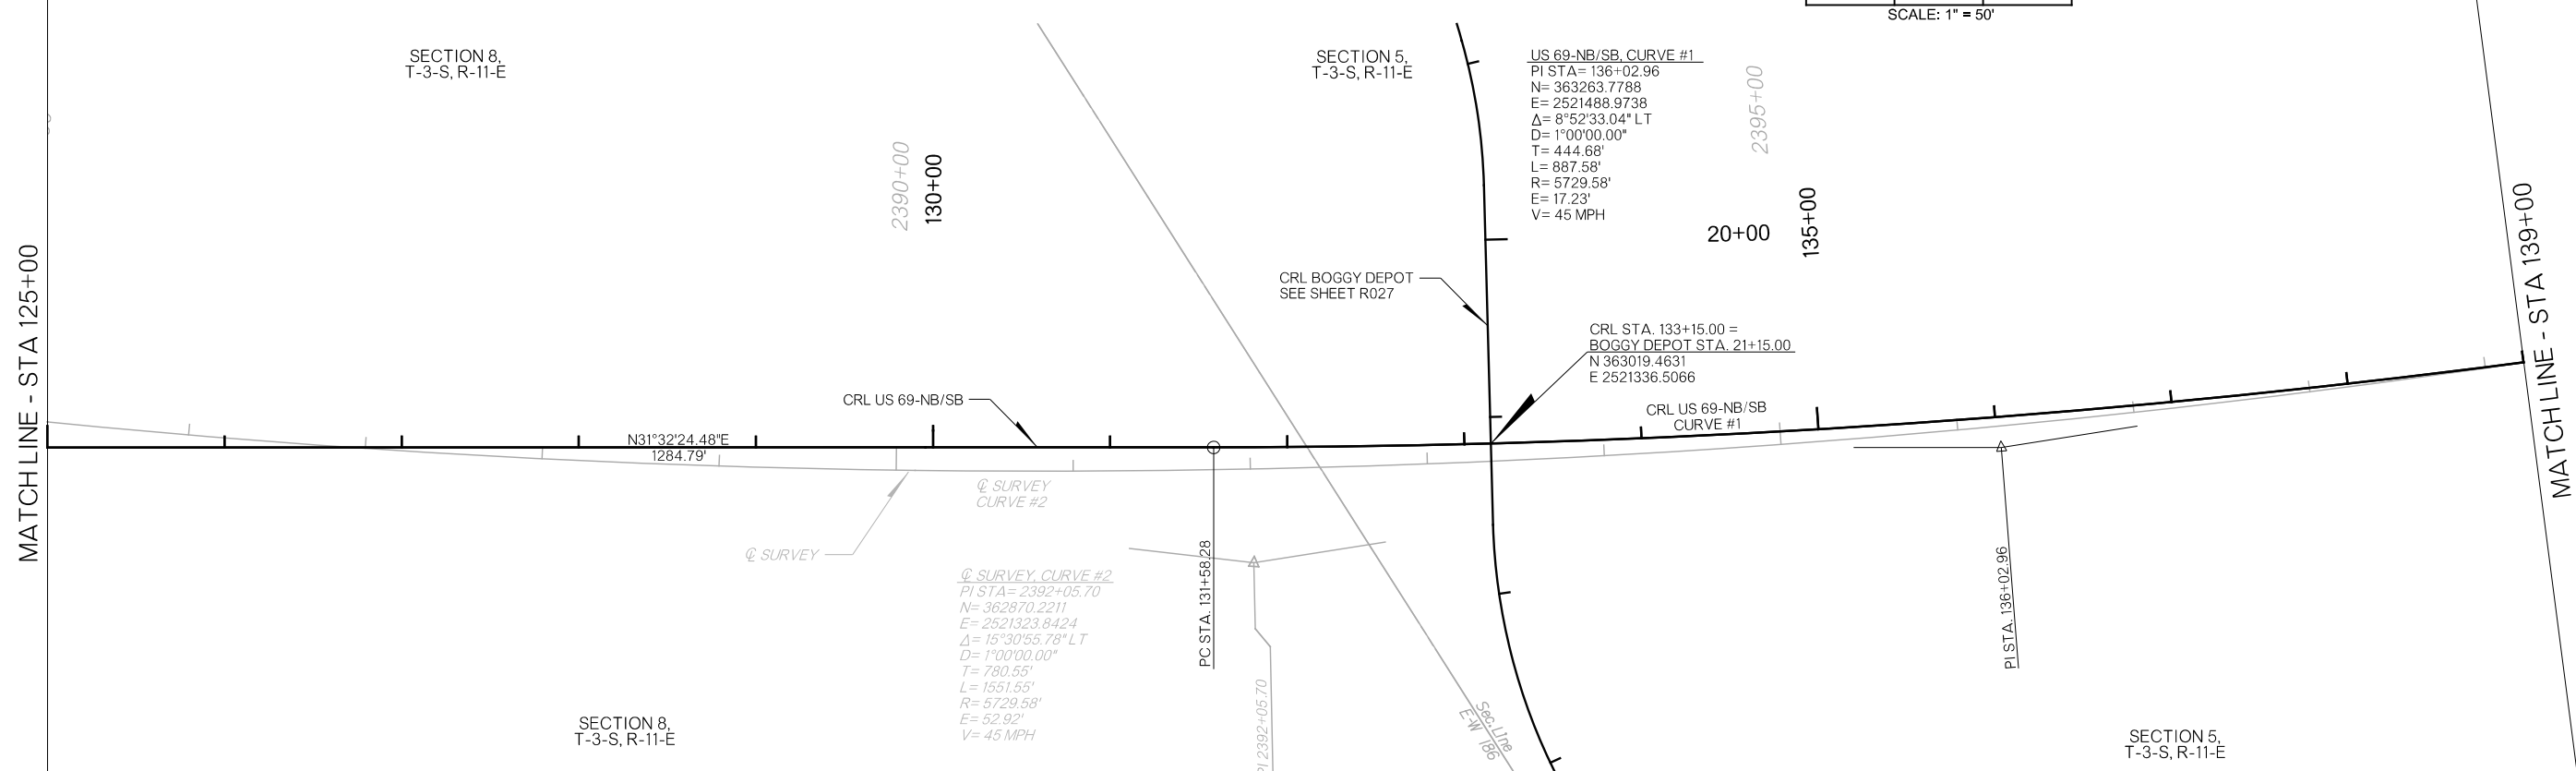 SCALE: 1" = 50'
SECTION 8,
T-3-S, R-11-E
SECTION 5,
T-3-S, R-11-E
US 69-NB/SB, CURVE #1
PI STA= 136+02.96
N= 363263.7788
E= 2521488.9738
Δ= 8°52'33.04" LT
D= 1°00'00.00"
T= 444.68'
L= 887.58'
R= 5729.58'
E= 17.23'
V= 45 MPH
2395+00
2390+00
130+00
20+00
135+00
MATCHLINE - STA 125+00
MATCHLINE - STA 139+00
CRL BOGGY DEPOT
SEE SHEET R027
CRL STA. 133+15.00 =
BOGGY DEPOT STA. 21+15.00
N 363019.4631
E 2521336.5066
CRL US 69-NB/SB
CRL US 69-NB/SB
CURVE #1
N31°32'24.48"E
1284.79'
℄ SURVEY
CURVE #2
℄ SURVEY
℄ SURVEY, CURVE #2
PI STA= 2392+05.70
N= 362870.2211
E= 2521323.8424
Δ= 15°30'55.78" LT
D= 1°00'00.00"
T= 780.55'
L= 1551.55'
R= 5729.58'
E= 52.92'
V= 45 MPH
PC STA. 131+58.28
PI STA. 136+02.96
PI 2392+05.70
Sec.Line
E-W 186
SECTION 8,
T-3-S, R-11-E
SECTION 5,
T-3-S, R-11-E